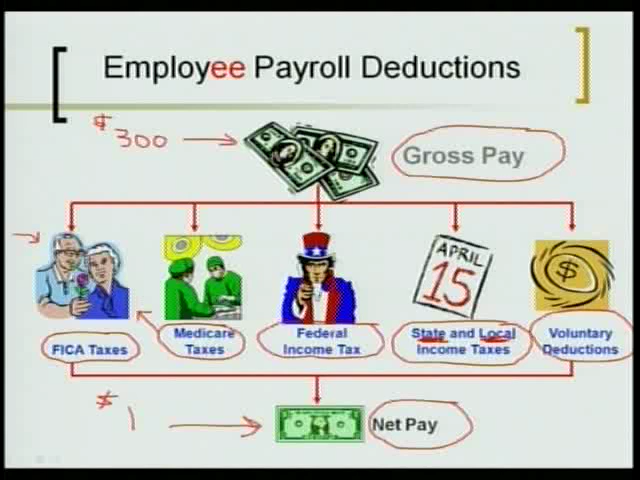 Employee Payroll Deductions
$300
Gross Pay
APRIL
15
FICA Taxes
Medicare
Taxes
Federal
Income Tax
State and Local
Income Taxes
Voluntary
Deductions
$1
Net Pay